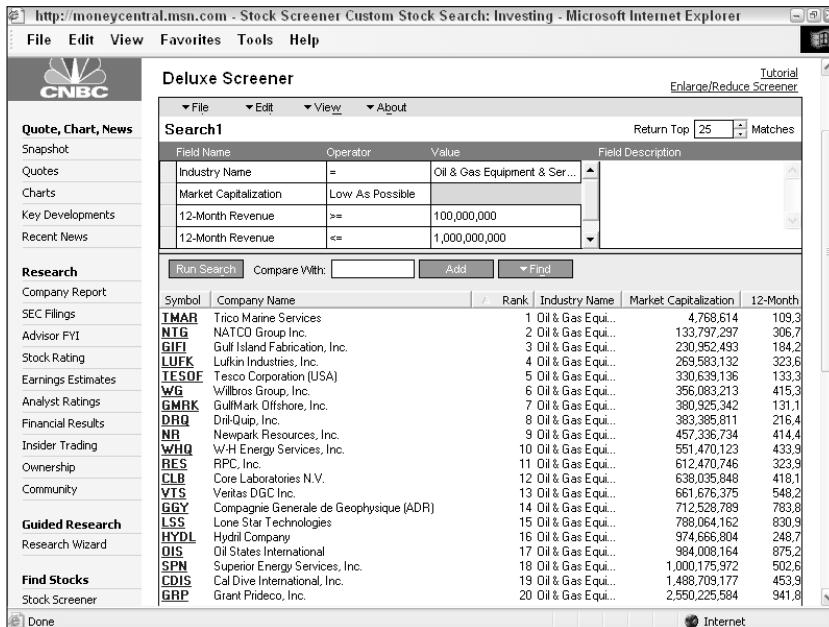 http://moneycentral.msn.com - Stock Screener Custom Stock Search: Investing - Microsoft Internet Explorer
File Edit View Favorites Tools Help
CNBC
Quote, Chart, News
Snapshot
Quotes
Charts
Key Developments
Recent News
Research
Company Report
SEC Filings
Advisor FYI
Stock Rating
Earnings Estimates
Analyst Ratings
Financial Results
Insider Trading
Ownership
Community
Guided Research
Research Wizard
Find Stocks
Stock Screener
Deluxe Screener
Tutorial
Enlarge/Reduce Screener
File Edit View About
Search1 Return Top 25 Matches
Field Name Operator Value Field Description
Industry Name = Oil & Gas Equipment & Ser...
Market Capitalization Low As Possible
12-Month Revenue >= 100,000,000
12-Month Revenue <= 1,000,000,000
Run Search Compare With: Add Find
Symbol Company Name Rank Industry Name Market Capitalization 12-Month
TMAR Trico Marine Services 1 Oil & Gas Equi... 4,768,614 109,3
NTG NATCO Group Inc. 2 Oil & Gas Equi... 133,797,297 306,7
GIFI Gulf Island Fabrication, Inc. 3 Oil & Gas Equi... 230,952,493 184,2
LUFK Lufkin Industries, Inc. 4 Oil & Gas Equi... 269,583,132 323,6
TESOF Tesco Corporation (USA) 5 Oil & Gas Equi... 330,639,136 133,3
WG Willbros Group, Inc. 6 Oil & Gas Equi... 356,083,213 415,3
GMRK GulfMark Offshore, Inc. 7 Oil & Gas Equi... 380,925,342 131,1
DRQ Dril-Quip, Inc. 8 Oil & Gas Equi... 383,385,811 216,4
NR Newpark Resources, Inc. 9 Oil & Gas Equi... 457,336,734 414,4
WHQ W-H Energy Services, Inc. 10 Oil & Gas Equi... 551,470,123 433,9
RES RPC, Inc. 11 Oil & Gas Equi... 612,470,746 323,9
CLB Core Laboratories N.V. 12 Oil & Gas Equi... 638,035,848 418,1
VTS Veritas DGC Inc. 13 Oil & Gas Equi... 661,676,375 548,2
GGY Compagnie Generale de Geophysique (ADR) 14 Oil & Gas Equi... 712,528,789 783,8
LSS Lone Star Technologies 15 Oil & Gas Equi... 788,064,162 830,9
HYDL Hydril Company 16 Oil & Gas Equi... 974,666,804 248,7
OIS Oil States International 17 Oil & Gas Equi... 984,008,164 875,2
SPN Superior Energy Services, Inc. 18 Oil & Gas Equi... 1,000,175,972 502,6
CDIS Cal Dive International, Inc. 19 Oil & Gas Equi... 1,488,709,177 453,9
GRP Grant Prideco, Inc. 20 Oil & Gas Equi... 2,550,225,584 941,8
Done Internet